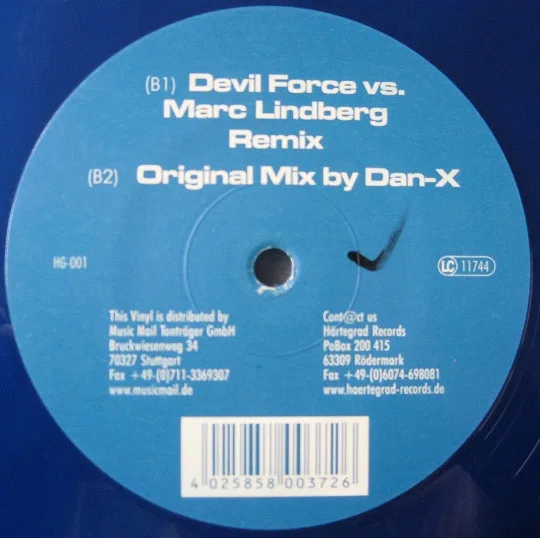 (B1) Devil Force vs.
Marc Lindberg
Remix
(B2) Original Mix by Dan-X
HG-001
LC 11744
This Vinyl is distributed by
Music Mail Tonträger GmbH
Bruckwiesenwag 34
70327 Stuttgart
Fax +49-(0)711-3369307
www.musicmail.de
Cont@ct us
Härtegrad Records
PoBox 200 415
63309 Rödermark
Fax +49-(0)6074-698081
www.haertegrad-records.de
4 025858 003726